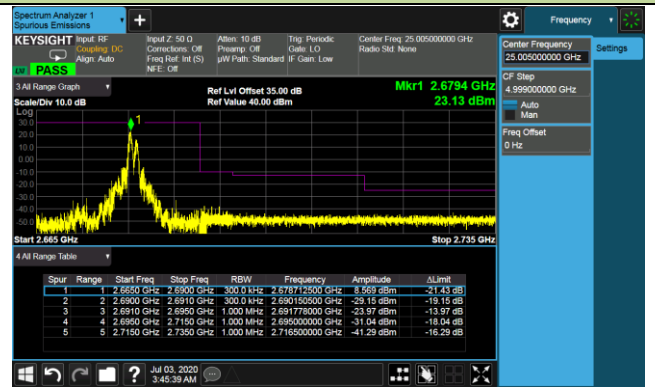 Spectrum Analyzer 1
Spurious Emissions
Frequency
KEYSIGHT
Input: RF
Coupling: DC
Align: Auto
Input Z: 50 Ω
Corrections: Off
Freq Ref: Int (S)
NFE: Off
Atten: 10 dB
Preamp: Off
µW Path: Standard
Trig: Periodic
Gate: LO
IF Gain: Low
Center Freq: 25.005000000 GHz
Radio Std: None
PASS
Center Frequency
25.005000000 GHz
Settings
CF Step
4.999000000 GHz
Auto
Man
Freq Offset
0 Hz
3 All Range Graph
Scale/Div 10.0 dB
Ref Lvl Offset 35.00 dB
Ref Value 40.00 dBm
Mkr1 2.6794 GHz
23.13 dBm
Log
30.0
20.0
10.0
0.00
-10.0
-20.0
-30.0
-40.0
-50.0
1
Start 2.665 GHz
Stop 2.735 GHz
4 All Range Table
Spur Range Start Freq Stop Freq RBW Frequency Amplitude ΔLimit
1 1 2.6650 GHz 2.6900 GHz 300.0 kHz 2.678712500 GHz 8.569 dBm -21.43 dB
2 2 2.6900 GHz 2.6910 GHz 300.0 kHz 2.690150500 GHz -29.15 dBm -19.15 dB
3 3 2.6910 GHz 2.6950 GHz 1.000 MHz 2.691778000 GHz -23.97 dBm -13.97 dB
4 4 2.6950 GHz 2.7150 GHz 1.000 MHz 2.695000000 GHz -31.04 dBm -18.04 dB
5 5 2.7150 GHz 2.7350 GHz 1.000 MHz 2.716500000 GHz -41.29 dBm -16.29 dB
Jul 03, 2020
3:45:39 AM